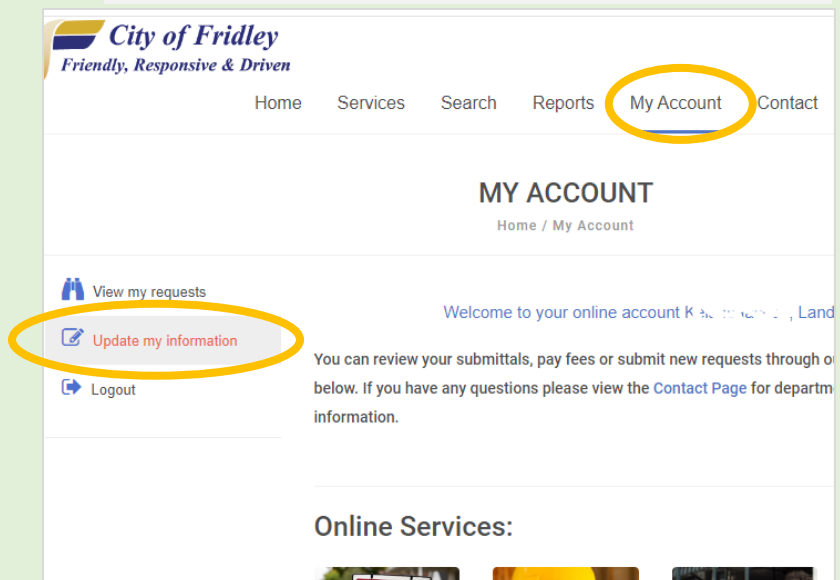 City of Fridley
Friendly, Responsive & Driven
Home Services Search Reports My Account Contact
MY ACCOUNT
Home / My Account
View my requests
Update my information
Logout
Welcome to your online account , Land
You can review your submittals, pay fees or submit new requests through
below. If you have any questions please view the Contact Page for departm
information.
Online Services: